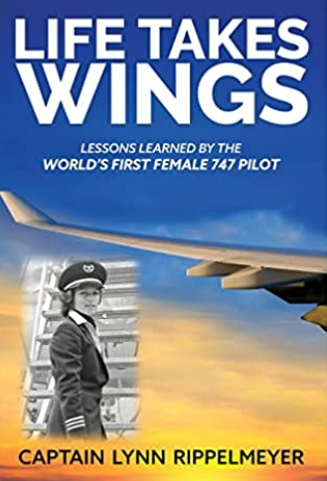 LIFE TAKES
WINGS
LESSONS LEARNED BY THE
WORLD'S FIRST FEMALE 747 PILOT
CAPTAIN LYNN RIPPELMEYER